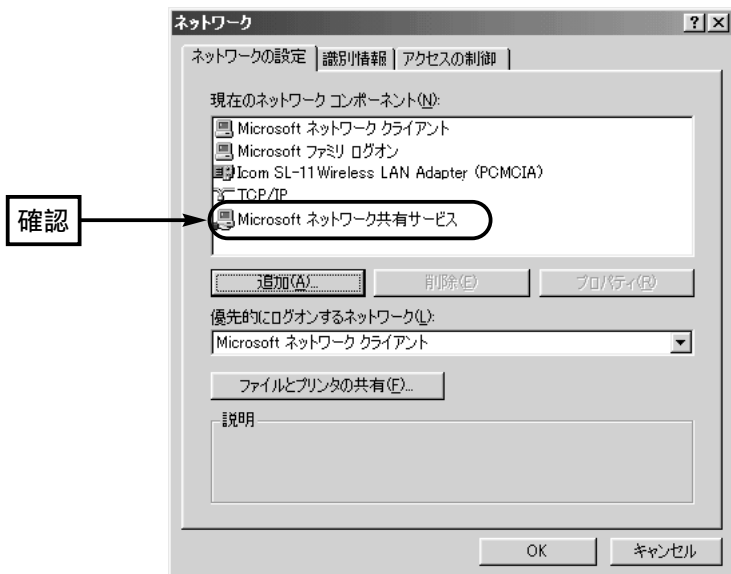 ネットワーク
ネットワークの設定 識別情報 アクセスの制御
現在のネットワーク コンポーネント(N):
Microsoft ネットワーク クライアント
Microsoft ファミリ ログオン
Icom SL-11 Wireless LAN Adapter (PCMCIA)
TCP/IP
確認
Microsoft ネットワーク共有サービス
追加(A)... 削除(E) プロパティ(R)
優先的にログオンするネットワーク(L):
Microsoft ネットワーク クライアント
ファイルとプリンタの共有(F)...
説明
OK キャンセル